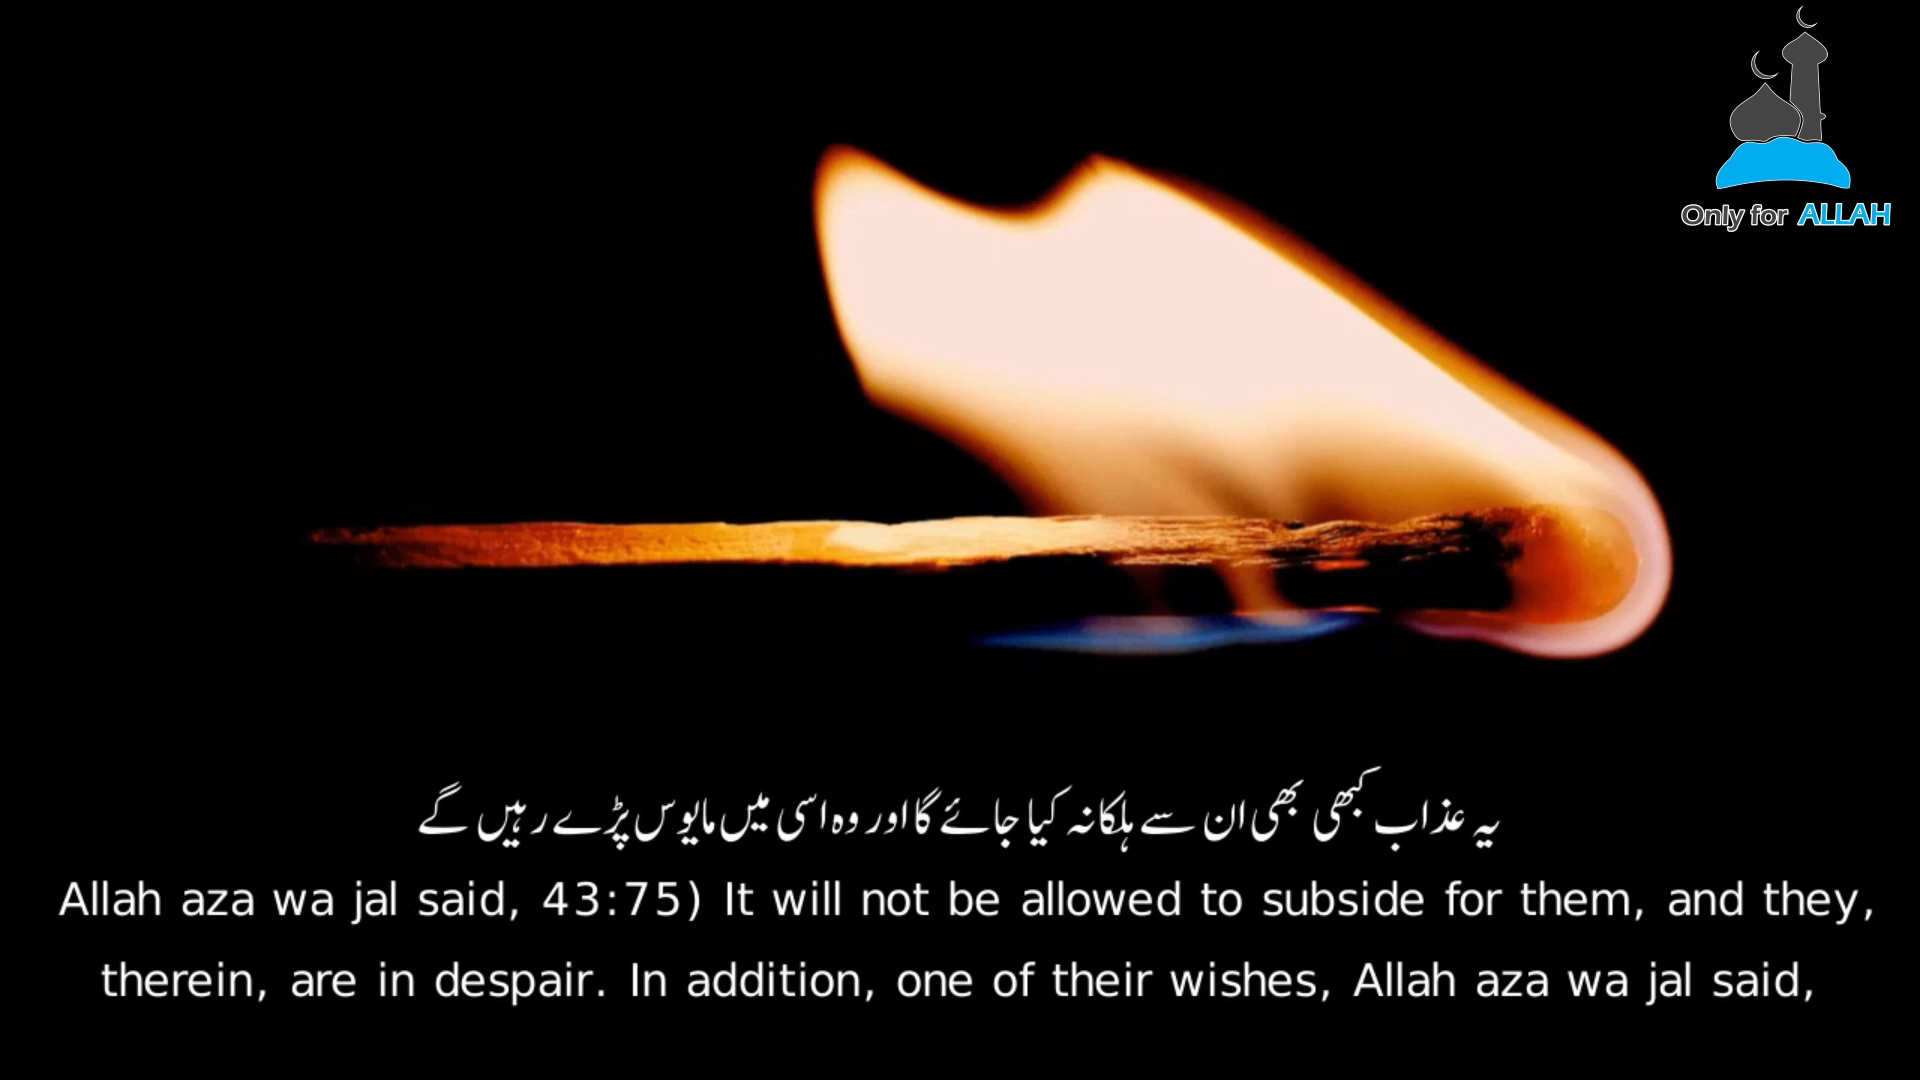 Only for ALLAH
یہ عذاب کبھی بھی ان سے ہلکا نہ کیا جائے گا اور وہ اسی میں مایوس پڑے رہیں گے
Allah aza wa jal said, 43:75) It will not be allowed to subside for them, and they,
therein, are in despair. In addition, one of their wishes, Allah aza wa jal said,